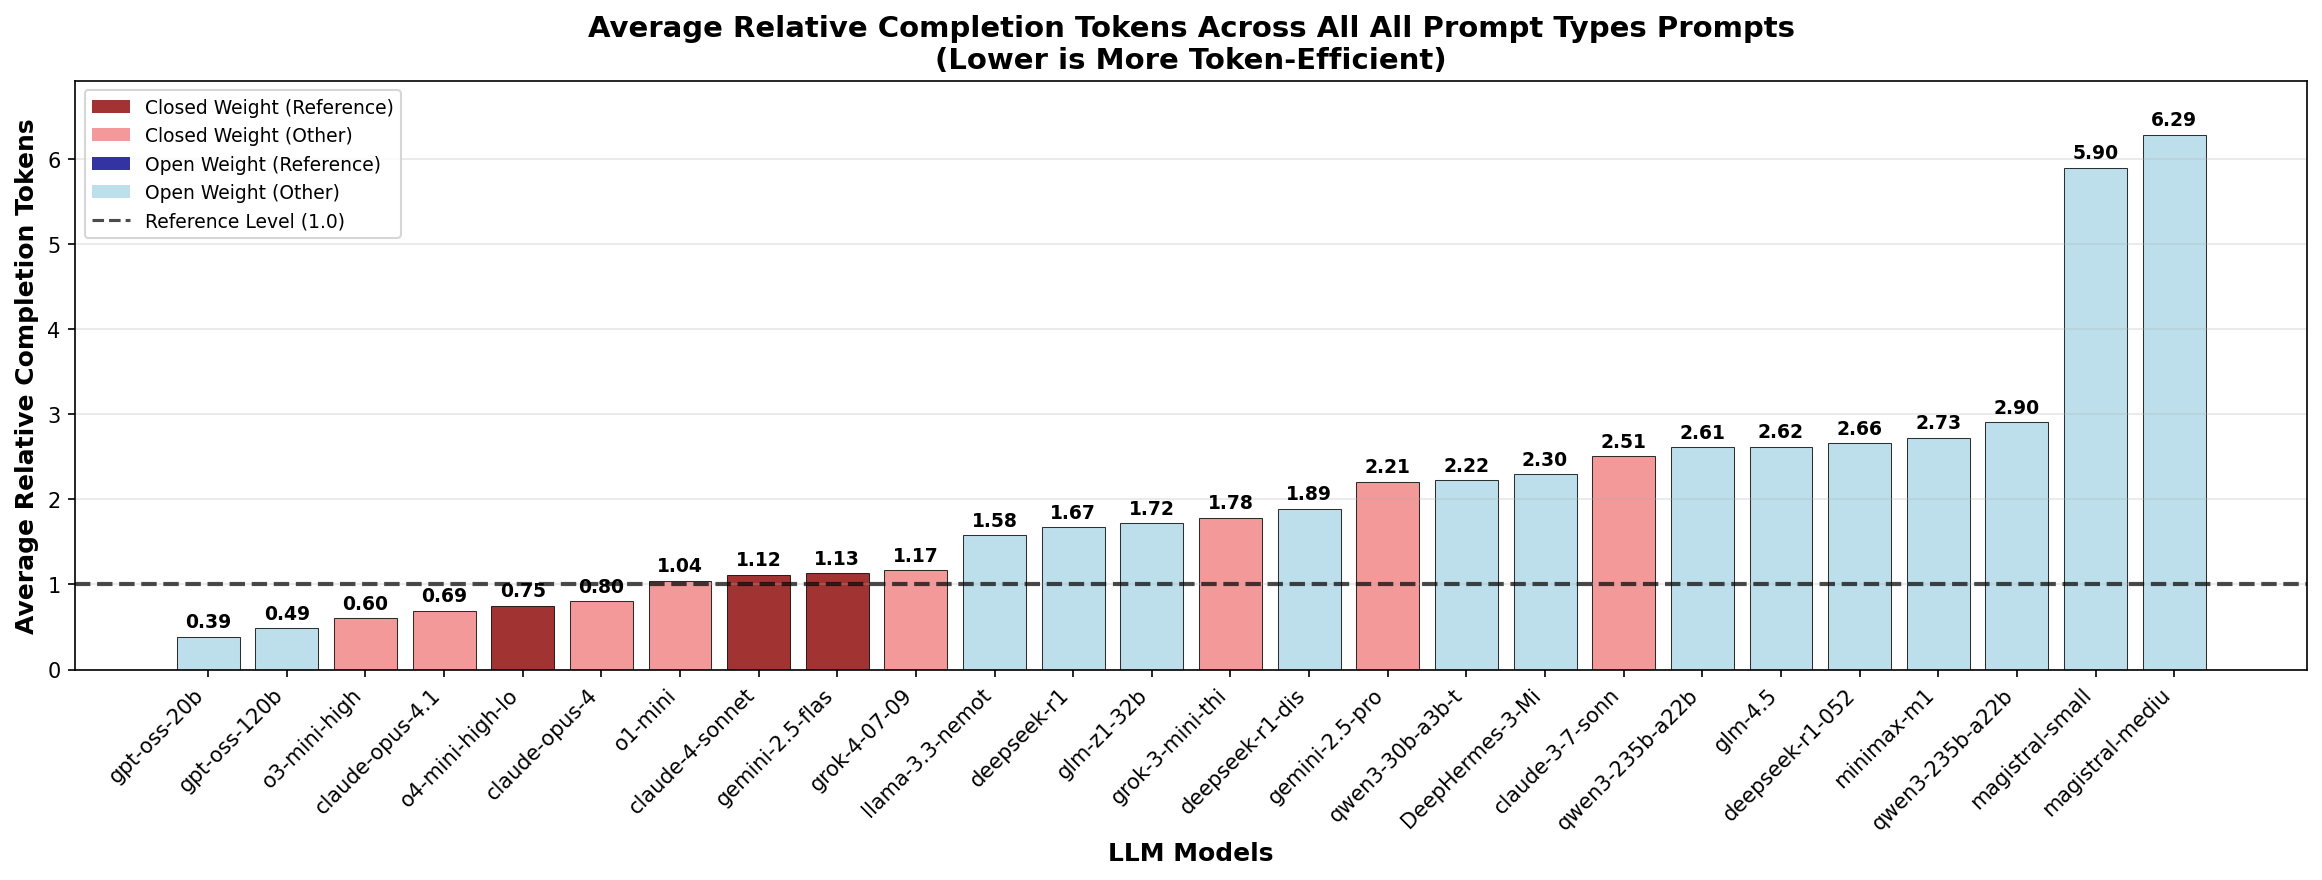 Average Relative Completion Tokens Across All All Prompt Types Prompts
(Lower is More Token-Efficient)
Closed Weight (Reference)
Closed Weight (Other)
Open Weight (Reference)
Open Weight (Other)
Reference Level (1.0)
Average Relative Completion Tokens
6
5
4
3
2
1
0
0.39
0.49
0.60
0.69
0.75
0.80
1.04
1.12
1.13
1.17
1.58
1.67
1.72
1.78
1.89
2.21
2.22
2.30
2.51
2.61
2.62
2.66
2.73
2.90
5.90
6.29
gpt-oss-20b
gpt-oss-120b
o3-mini-high
claude-opus-4.1
o4-mini-high-lo
claude-opus-4
o1-mini
claude-4-sonnet
gemini-2.5-flas
grok-4-07-09
llama-3.3-nemot
deepseek-r1
glm-z1-32b
grok-3-mini-thi
deepseek-r1-dis
gemini-2.5-pro
qwen3-30b-a3b-t
DeepHermes-3-Mi
claude-3-7-sonn
qwen3-235b-a22b
glm-4.5
deepseek-r1-052
minimax-m1
qwen3-235b-a22b
magistral-small
magistral-mediu
LLM Models